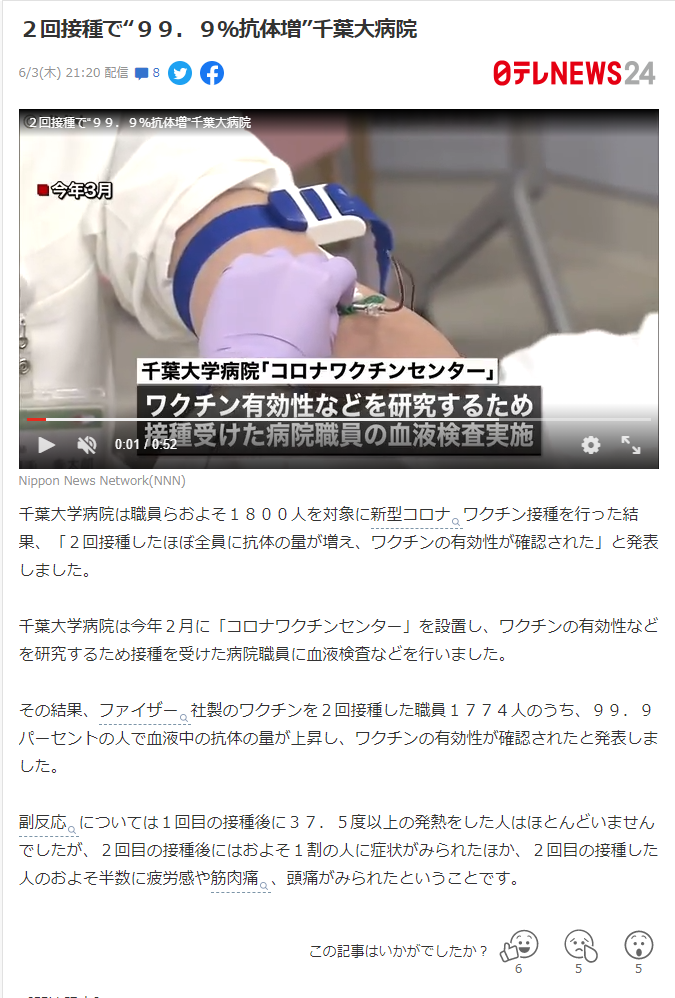 ２回接種で“９９．９％抗体増”千葉大病院
6/3(木) 21:20 配信 8
日テレNEWS24
２回接種で“９９．９％抗体増”千葉大病院
今年3月
千葉大学病院「コロナワクチンセンター」
ワクチン有効性などを研究するため
接種受けた病院職員の血液検査実施
0:01 / 0:52
Nippon News Network(NNN)
千葉大学病院は職員らおよそ１８００人を対象に新型コロナワクチン接種を行った結
果、「２回接種したほぼ全員に抗体の量が増え、ワクチンの有効性が確認された」と発表
しました。
千葉大学病院は今年２月に「コロナワクチンセンター」を設置し、ワクチンの有効性など
を研究するため接種を受けた病院職員に血液検査などを行いました。
その結果、ファイザー社製のワクチンを２回接種した職員１７７４人のうち、９９．９
パーセントの人で血液中の抗体の量が上昇し、ワクチンの有効性が確認されたと発表しま
した。
副反応については１回目の接種後に３７．５度以上の発熱をした人はほとんどいません
でしたが、２回目の接種後にはおよそ１割の人に症状がみられたほか、２回目の接種した
人のおよそ半数に疲労感や筋肉痛、頭痛がみられたということです。
この記事はいかがでしたか？
6 5 5